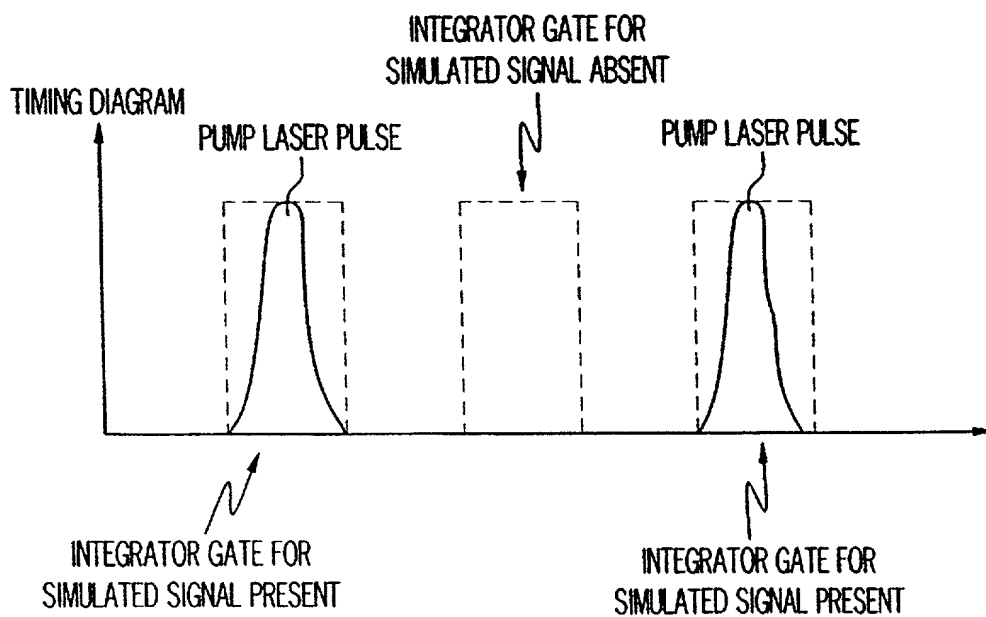 INTEGRATOR GATE FOR
SIMULATED SIGNAL ABSENT
TIMING DIAGRAM
PUMP LASER PULSE
PUMP LASER PULSE
INTEGRATOR GATE FOR
SIMULATED SIGNAL PRESENT
INTEGRATOR GATE FOR
SIMULATED SIGNAL PRESENT